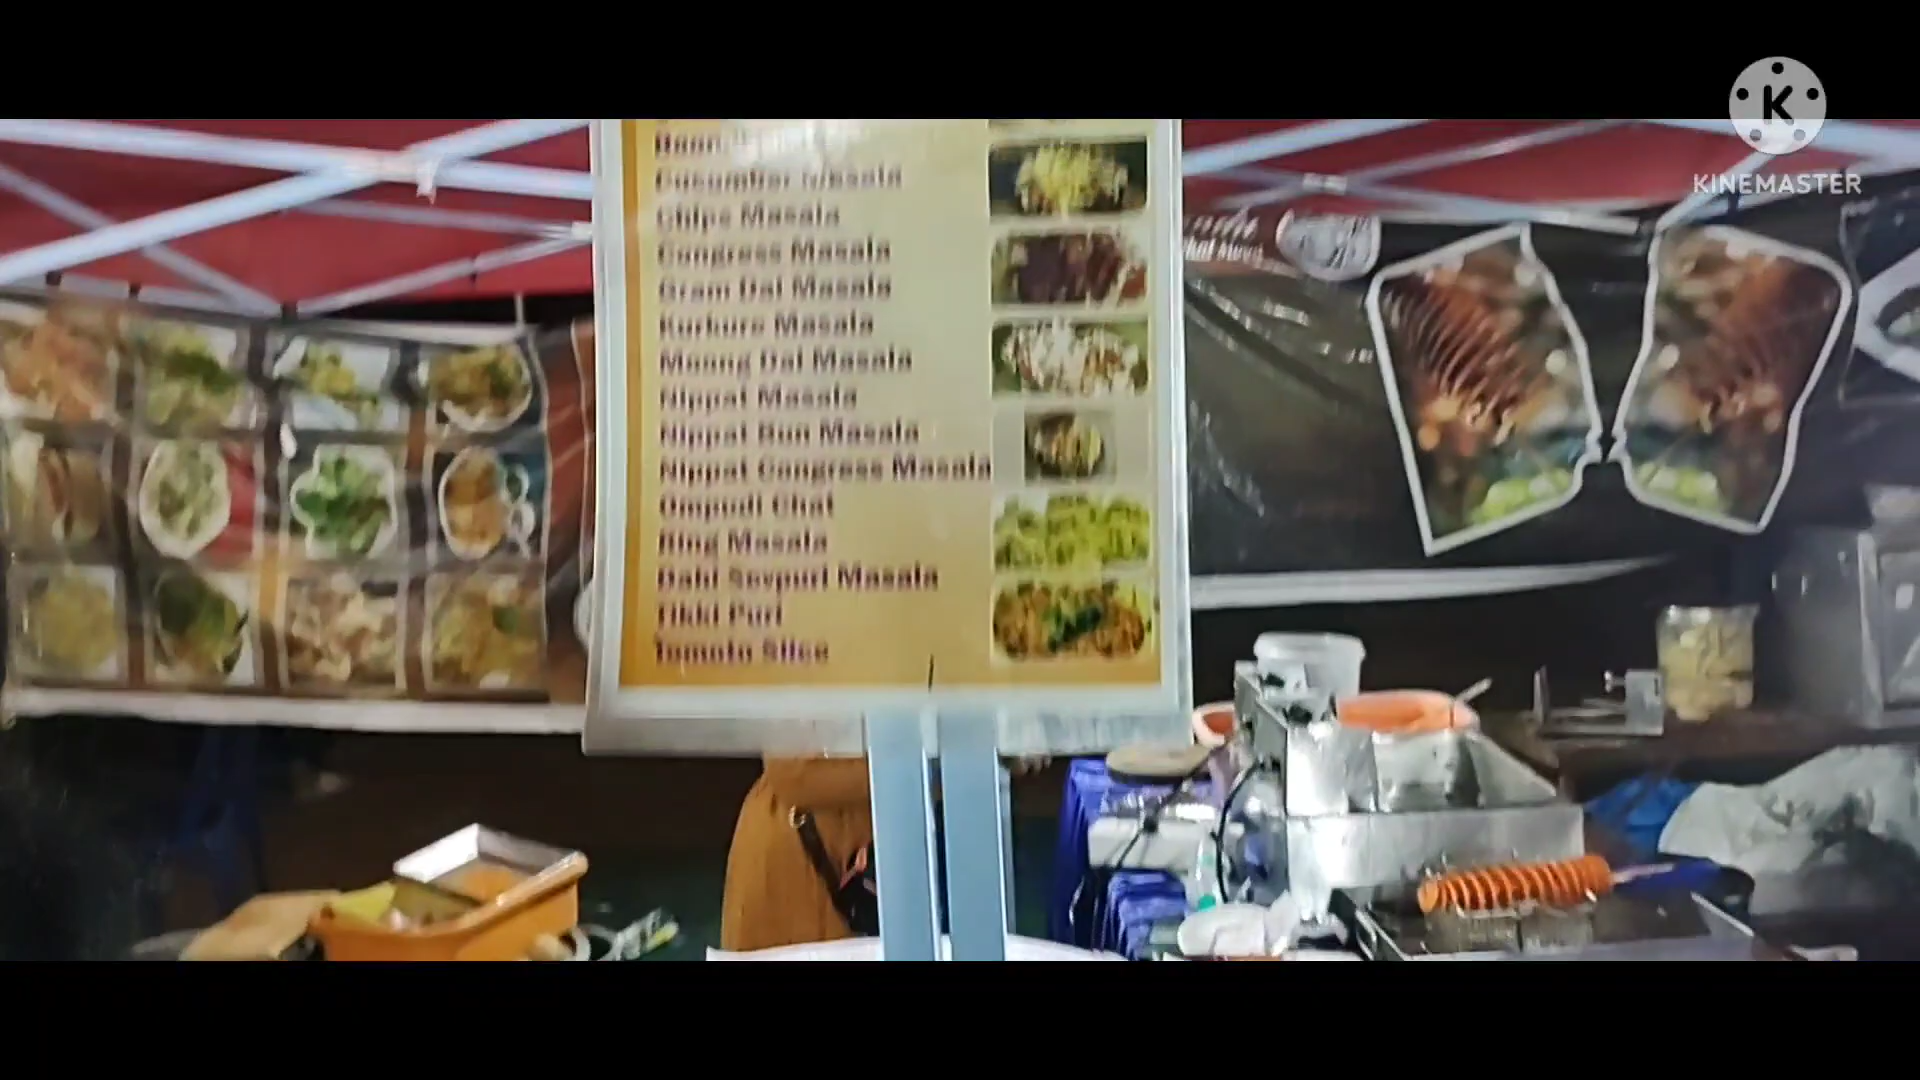 K
KINEMASTER
Cucumber Masala
Chips Masala
Congress Masala
Gram Dal Masala
Kurkure Masala
Moong Dal Masala
Nippat Masala
Nippat Bun Masala
Nippat Congress Masala
Chat
Ring Masala
Dahi Sevpuri Masala
Tikki Puri
Tomato Slice